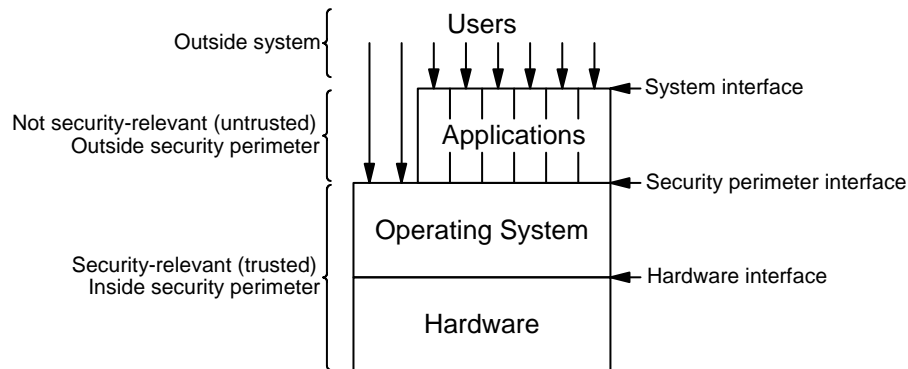 Users
Outside system
System interface
Not security-relevant (untrusted)
Outside security perimeter
Applications
Security perimeter interface
Operating System
Security-relevant (trusted)
Inside security perimeter
Hardware interface
Hardware